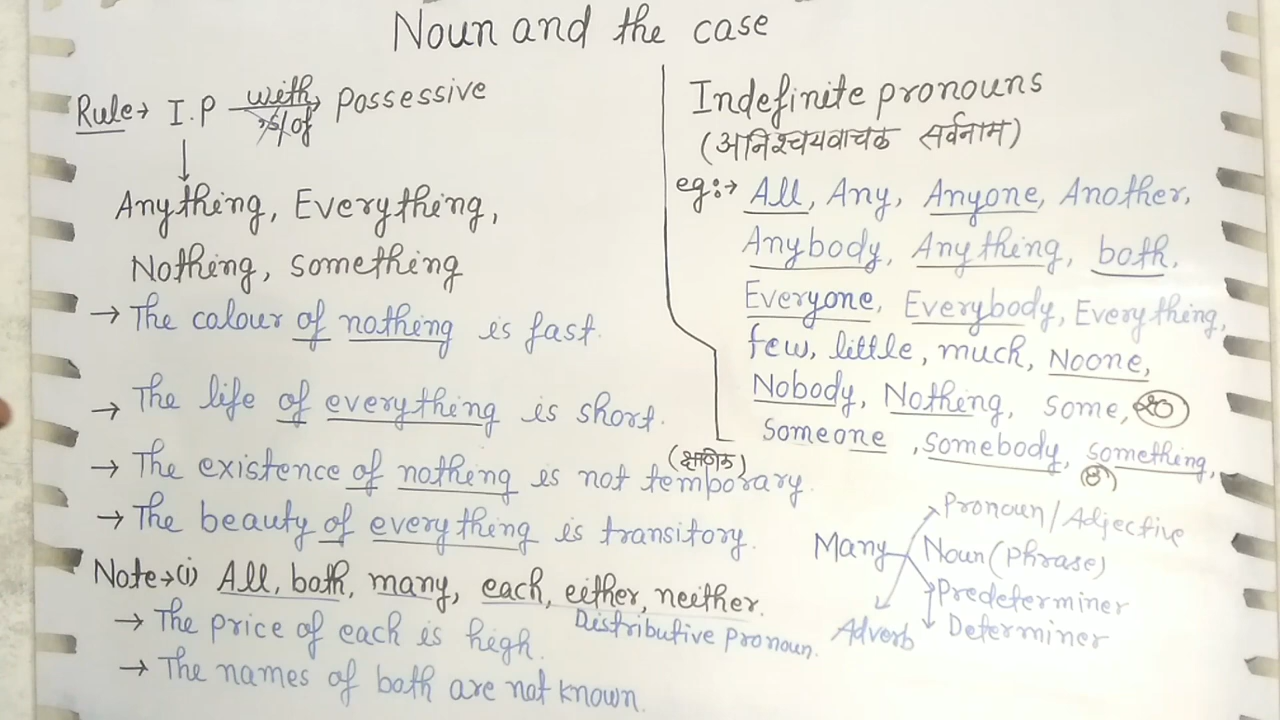 Noun and the case
Rule→ I.P with 's/of Possessive
Anything, Everything,
Nothing, something
→ The colour of nothing is fast.
→ The life of everything is short.
→ The existence of nothing is not temporary.
(क्षणिक)
→ The beauty of everything is transitory.
Note→(i) All, both, many, each, either, neither.
→ The price of each is high.
Distributive pronoun.
→ The names of both are not known.
Indefinite pronouns
(अनिश्चयवाचक सर्वनाम)
eg:→ All, Any, Anyone, Another,
Anybody, Anything, both,
Everyone, Everybody, Everything,
few, little, much, Noone,
Nobody, Nothing, some, २०
someone, somebody, something,
Many
Pronoun/Adjective
Noun (phrase)
Predeterminer
Determiner
Adverb